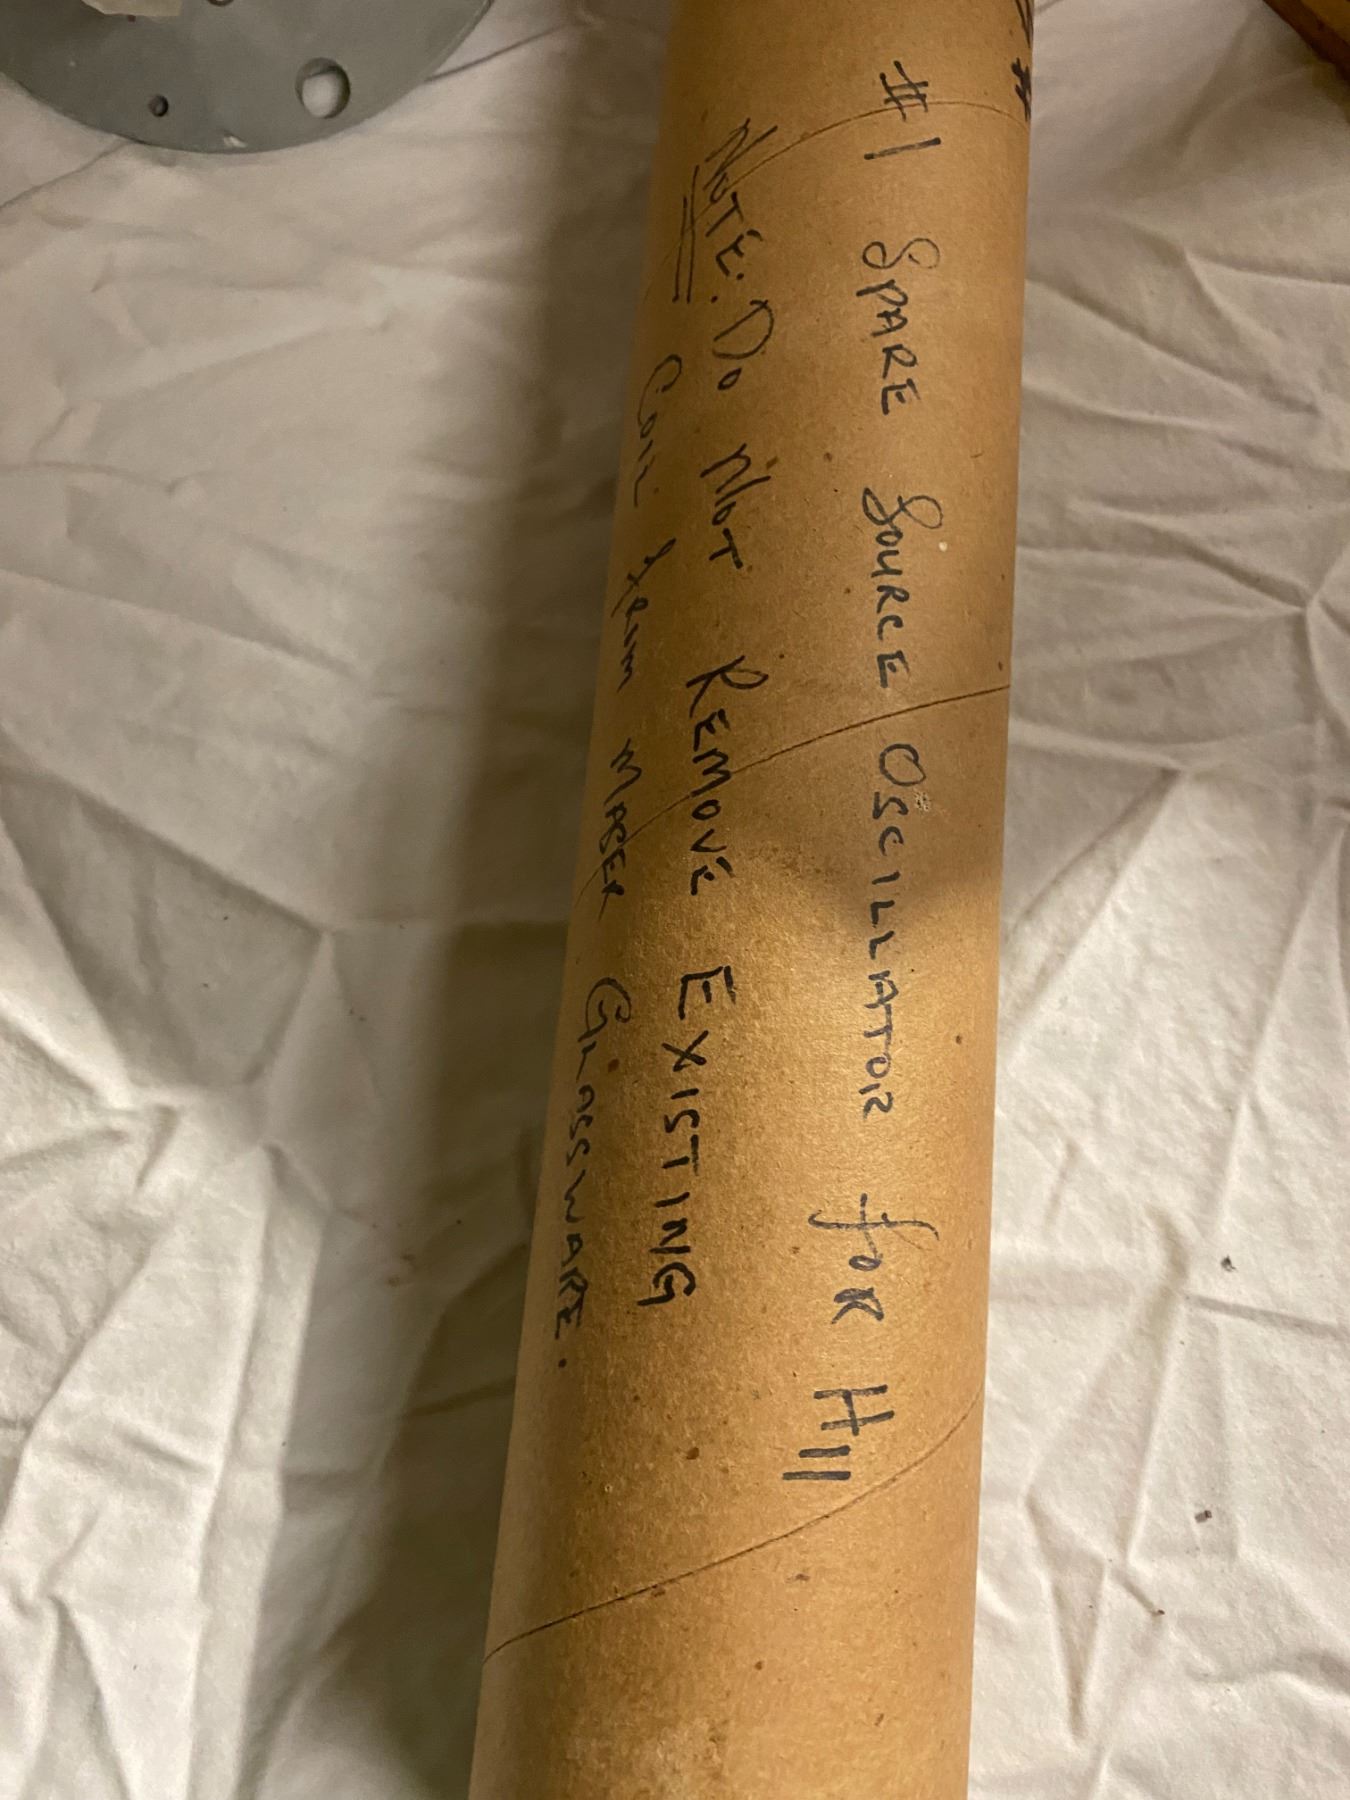 #1 SPARE SOURCE OSCILLATOR for H11
NOTE: Do Not REMOVE EXISTING
COIL from MASER GLASSWARE.